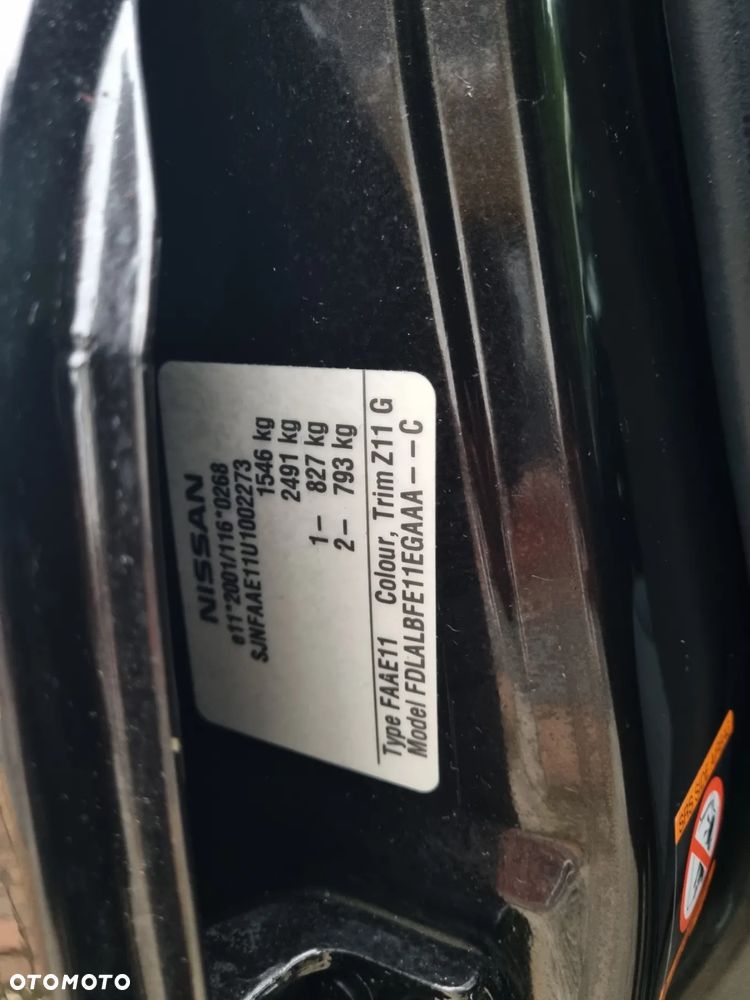 NISSAN
e11*2001/116*0268
SJNFAAE11U1002273
1546 kg
2491 kg
1– 827 kg
2– 793 kg
Type FAAE11 Colour, Trim Z11 G
Model FDLALBFE11EGAAA – – C
OTOMOTO